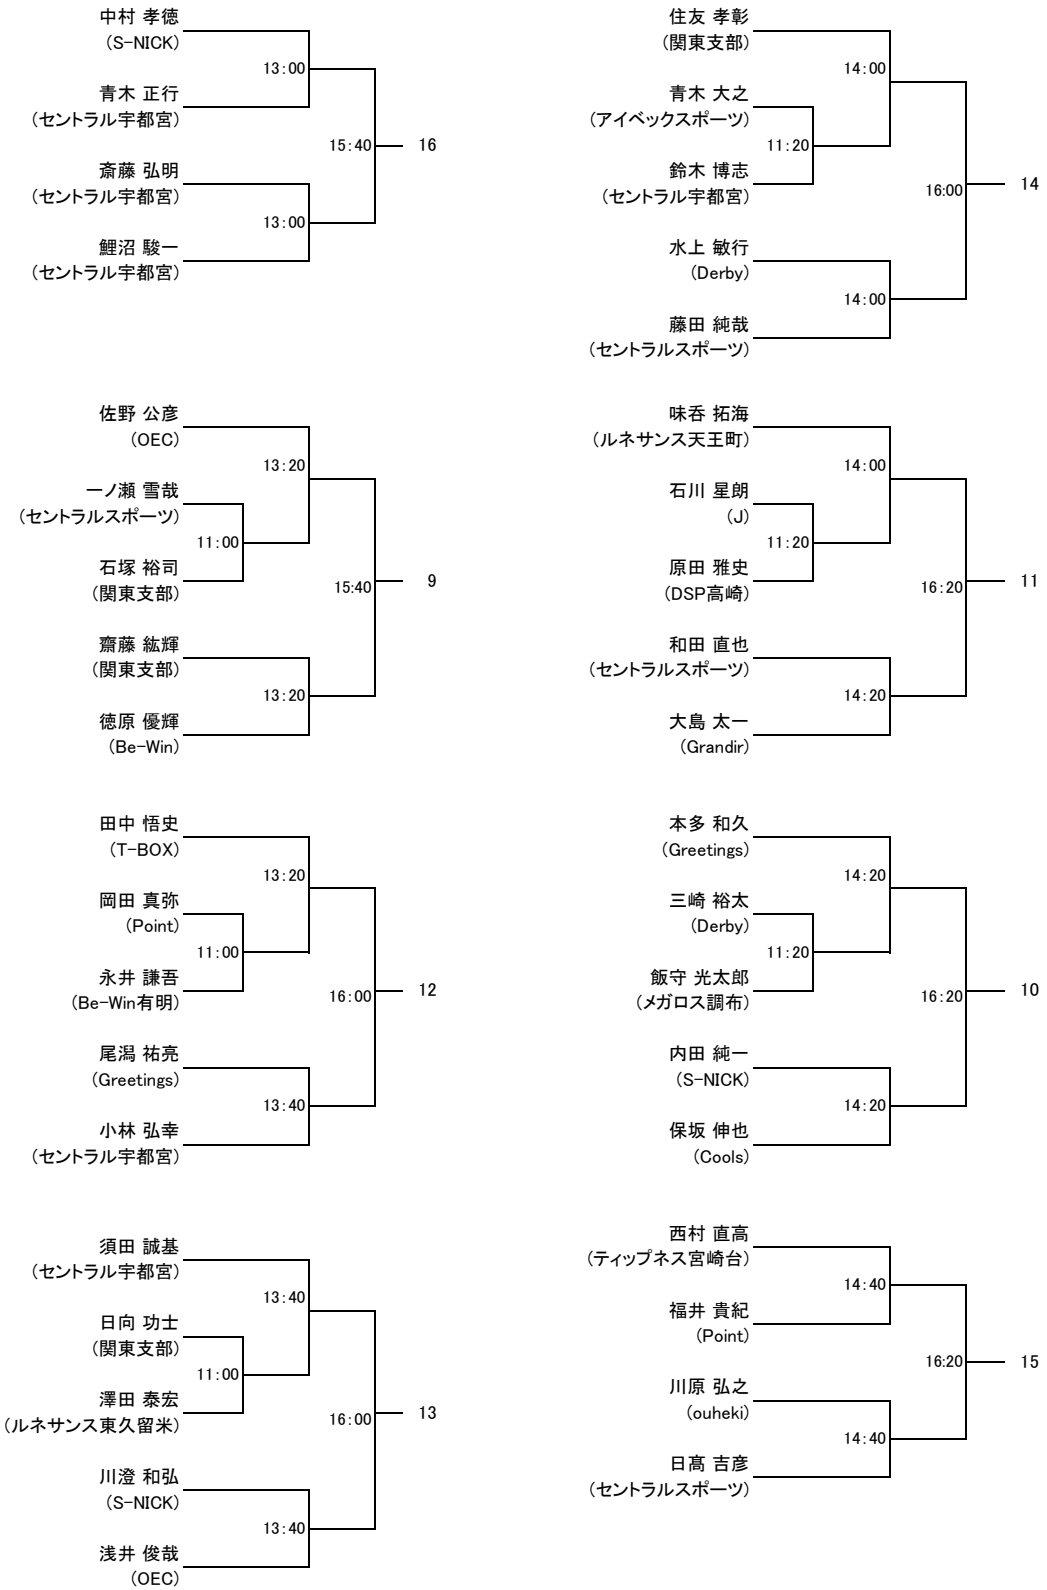 中村 孝徳
(S-NICK)
13:00
青木 正行
(セントラル宇都宮)
15:40
16
斎藤 弘明
(セントラル宇都宮)
13:00
鯉沼 駿一
(セントラル宇都宮)
佐野 公彦
(OEC)
13:20
一ノ瀬 雪哉
(セントラルスポーツ)
11:00
石塚 裕司
(関東支部)
15:40
9
齋藤 紘輝
(関東支部)
13:20
徳原 優輝
(Be-Win)
田中 悟史
(T-BOX)
13:20
岡田 真弥
(Point)
11:00
永井 謙吾
(Be-Win有明)
16:00
12
尾潟 祐亮
(Greetings)
13:40
小林 弘幸
(セントラル宇都宮)
須田 誠基
(セントラル宇都宮)
13:40
日向 功士
(関東支部)
11:00
澤田 泰宏
(ルネサンス東久留米)
16:00
13
川澄 和弘
(S-NICK)
13:40
浅井 俊哉
(OEC)
住友 孝彰
(関東支部)
14:00
青木 大之
(アイベックスポーツ)
11:20
鈴木 博志
(セントラル宇都宮)
16:00
14
水上 敏行
(Derby)
14:00
藤田 純哉
(セントラルスポーツ)
味呑 拓海
(ルネサンス天王町)
14:00
石川 星朗
(J)
11:20
原田 雅史
(DSP高崎)
16:20
11
和田 直也
(セントラルスポーツ)
14:20
大島 太一
(Grandir)
本多 和久
(Greetings)
14:20
三崎 裕太
(Derby)
11:20
飯守 光太郎
(メガロス調布)
16:20
10
内田 純一
(S-NICK)
14:20
保坂 伸也
(Cools)
西村 直高
(ティップネス宮崎台)
14:40
福井 貴紀
(Point)
16:20
15
川原 弘之
(ouheki)
14:40
日髙 吉彦
(セントラルスポーツ)